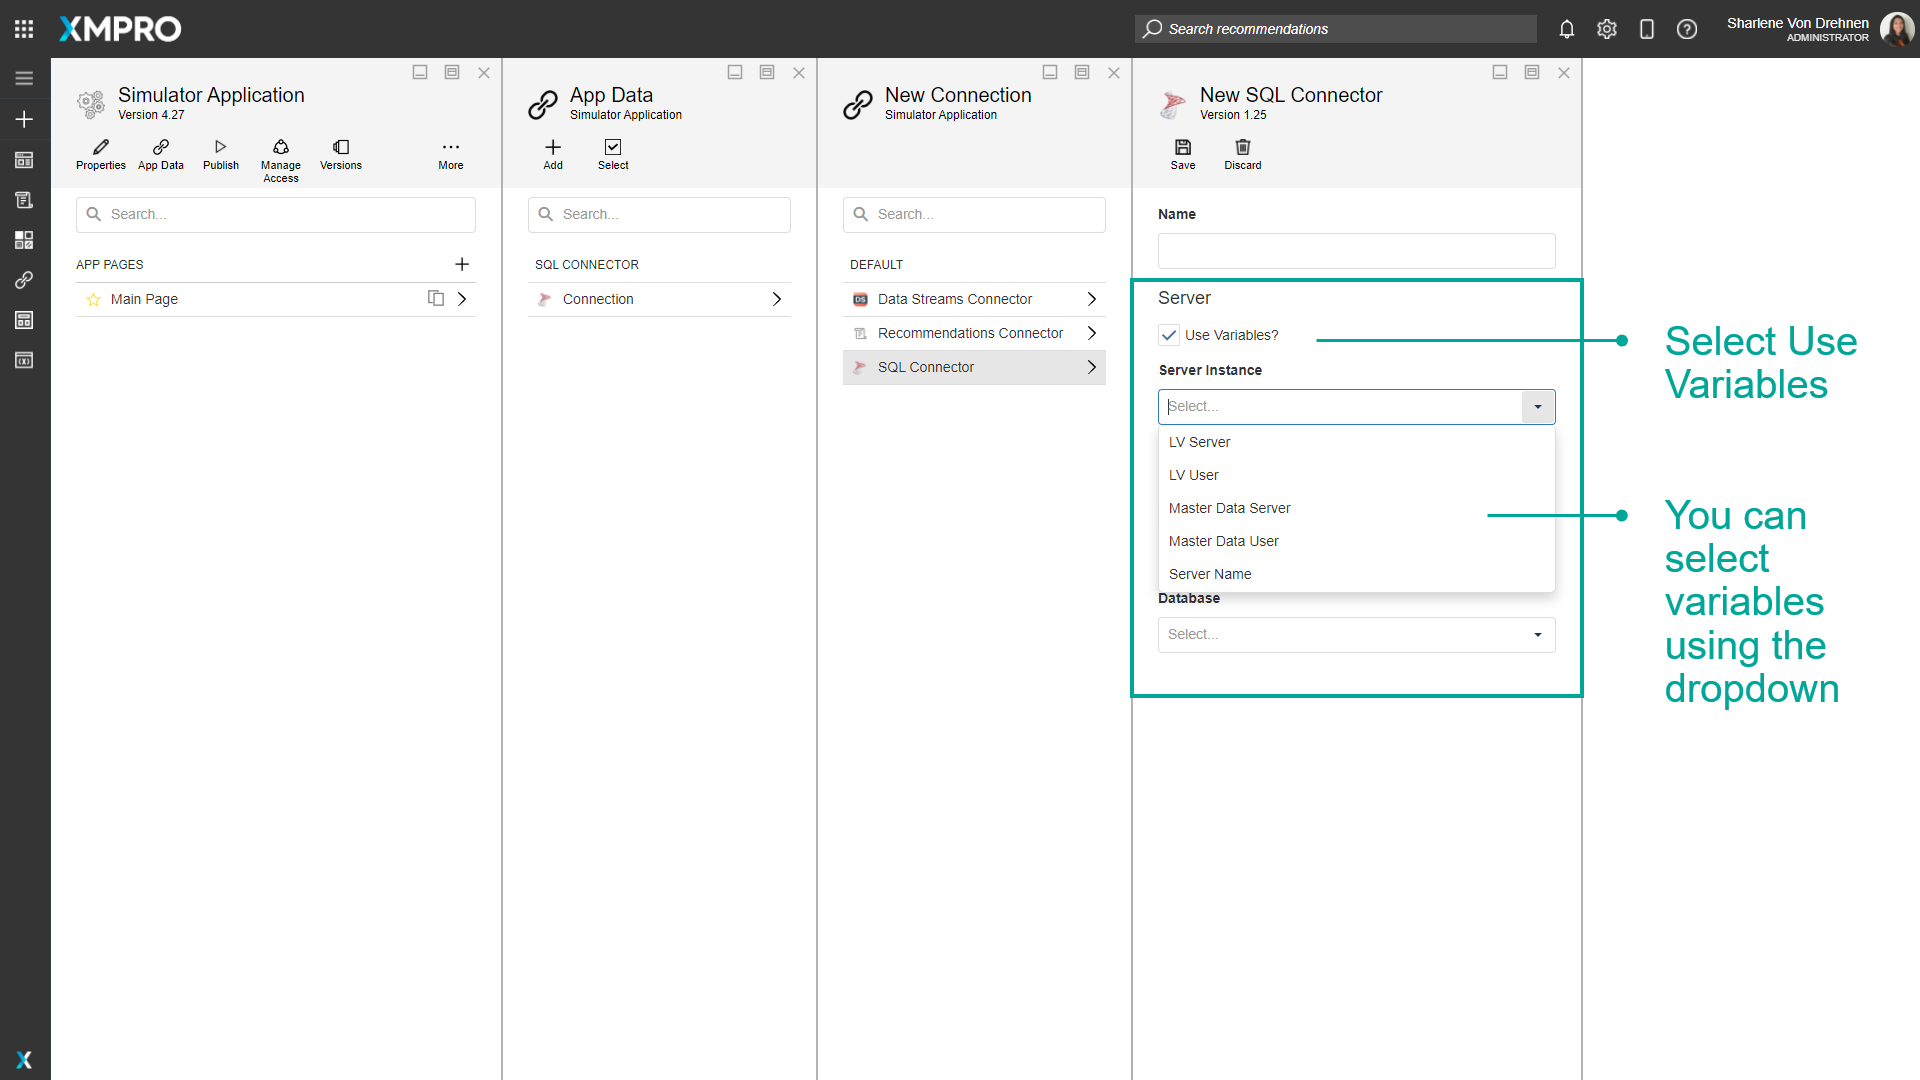 XMPRO
Search recommendations
Sharlene Von Drehnen
ADMINISTRATOR
Simulator Application
Version 4.27
Properties
App Data
Publish
Manage
Access
Versions
More
Search...
APP PAGES
Main Page
App Data
Simulator Application
Add
Select
Search...
SQL CONNECTOR
Connection
New Connection
Simulator Application
Search...
DEFAULT
DS
Data Streams Connector
Recommendations Connector
SQL Connector
New SQL Connector
Version 1.25
Save
Discard
Name
Server
Use Variables?
Server Instance
Select...
LV Server
LV User
Master Data Server
Master Data User
Server Name
Database
Select...
Select Use
Variables
You can
select
variables
using the
dropdown